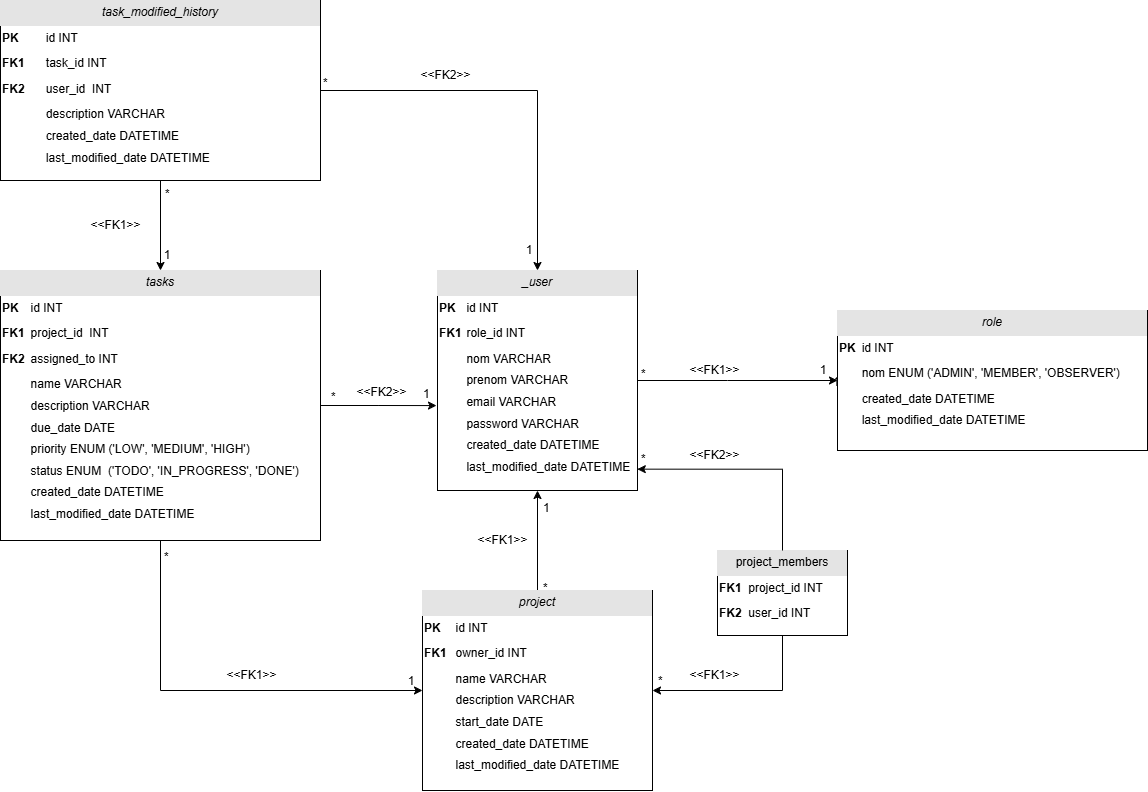 task_modified_history
PK id INT
FK1 task_id INT
FK2 user_id INT
description VARCHAR
created_date DATETIME
last_modified_date DATETIME
* <<FK2>> 1
* <<FK1>> 1
tasks
PK id INT
FK1 project_id INT
FK2 assigned_to INT
name VARCHAR
description VARCHAR
due_date DATE
priority ENUM ('LOW', 'MEDIUM', 'HIGH')
status ENUM ('TODO', 'IN_PROGRESS', 'DONE')
created_date DATETIME
last_modified_date DATETIME
* <<FK2>> 1
_user
PK id INT
FK1 role_id INT
nom VARCHAR
prenom VARCHAR
email VARCHAR
password VARCHAR
created_date DATETIME
last_modified_date DATETIME
* <<FK1>> 1
role
PK id INT
nom ENUM ('ADMIN', 'MEMBER', 'OBSERVER')
created_date DATETIME
last_modified_date DATETIME
* <<FK2>>
1
<<FK1>>
*
project_members
FK1 project_id INT
FK2 user_id INT
* <<FK1>>
*
<<FK1>> 1
project
PK id INT
FK1 owner_id INT
name VARCHAR
description VARCHAR
start_date DATE
created_date DATETIME
last_modified_date DATETIME